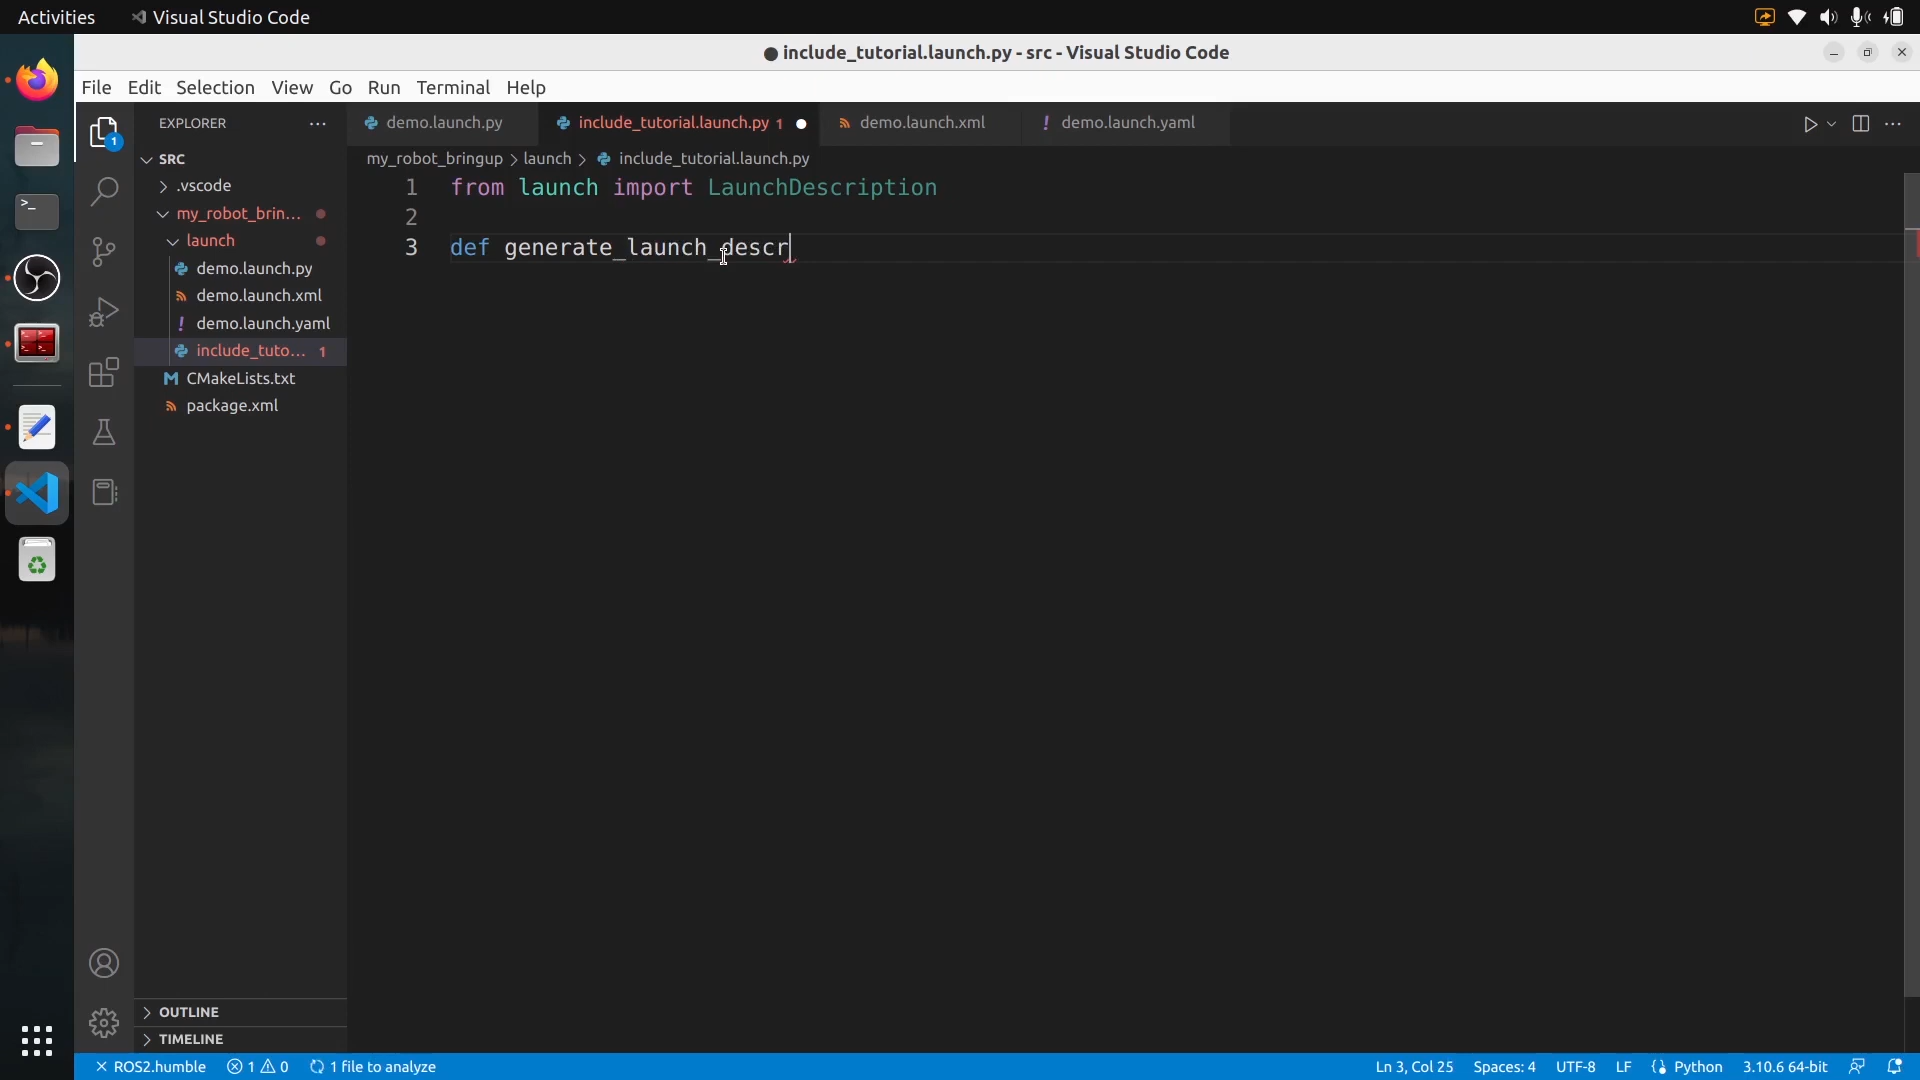 Activities
Visual Studio Code
● include_tutorial.launch.py - src - Visual Studio Code
File Edit Selection View Go Run Terminal Help
1
EXPLORER
SRC
.vscode
my_robot_brin...
launch
demo.launch.py
demo.launch.xml
demo.launch.yaml
include_tuto... 1
CMakeLists.txt
package.xml
OUTLINE
TIMELINE
demo.launch.py
include_tutorial.launch.py 1
demo.launch.xml
demo.launch.yaml
my_robot_bringup > launch > include_tutorial.launch.py
1 from launch import LaunchDescription
2
3 def generate_launch_descr
ROS2.humble
1 0
1 file to analyze
Ln 3, Col 25
Spaces: 4
UTF-8
LF
Python
3.10.6 64-bit